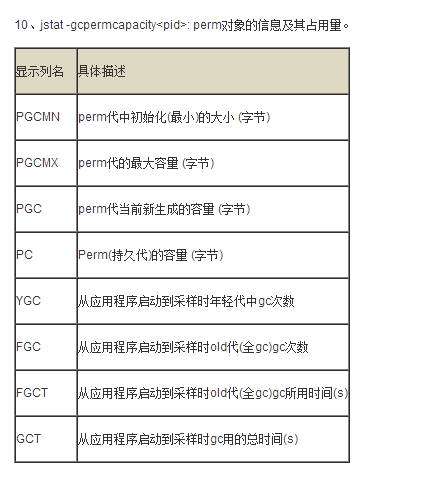 10、jstat -gcpermcapacity<pid>: perm对象的信息及其占用量。
显示列名 具体描述
PGCMN perm代中初始化(最小)的大小 (字节)
PGCMX perm代的最大容量 (字节)
PGC perm代当前新生成的容量 (字节)
PC Perm(持久代)的容量 (字节)
YGC 从应用程序启动到采样时年轻代中gc次数
FGC 从应用程序启动到采样时old代(全gc)gc次数
FGCT 从应用程序启动到采样时old代(全gc)gc所用时间(s)
GCT 从应用程序启动到采样时gc用的总时间(s)